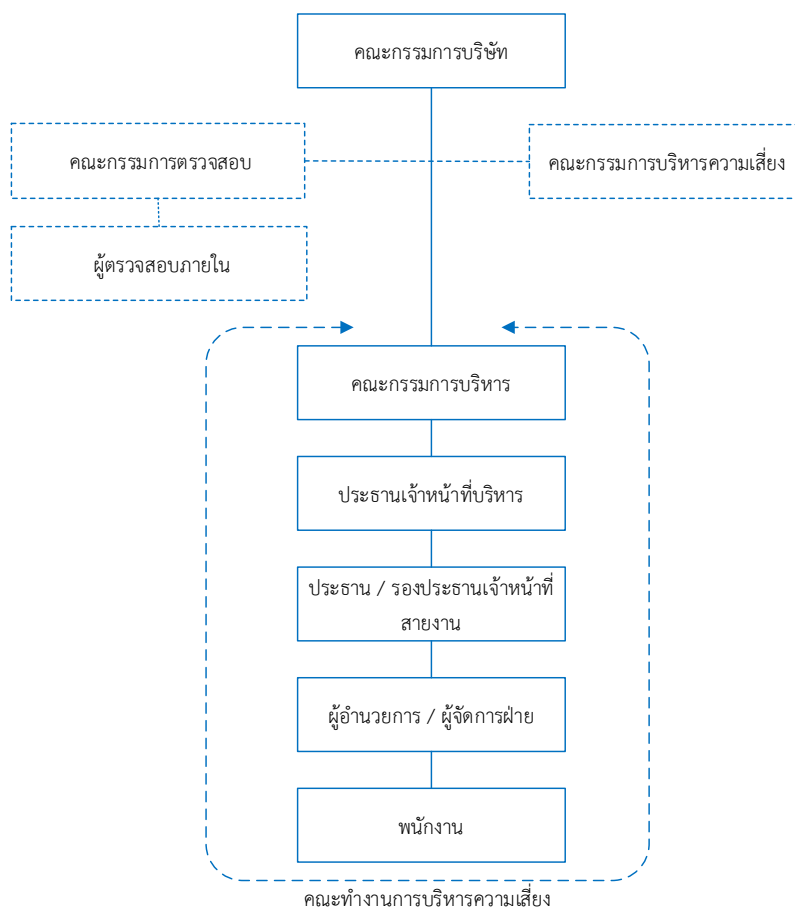 คณะกรรมการบริษัท
คณะกรรมการตรวจสอบ
คณะกรรมการบริหารความเสี่ยง
ผู้ตรวจสอบภายใน
คณะกรรมการบริหาร
ประธานเจ้าหน้าที่บริหาร
ประธาน / รองประธานเจ้าหน้าที่
สายงาน
ผู้อำนวยการ / ผู้จัดการฝ่าย
พนักงาน
คณะทำงานการบริหารความเสี่ยง